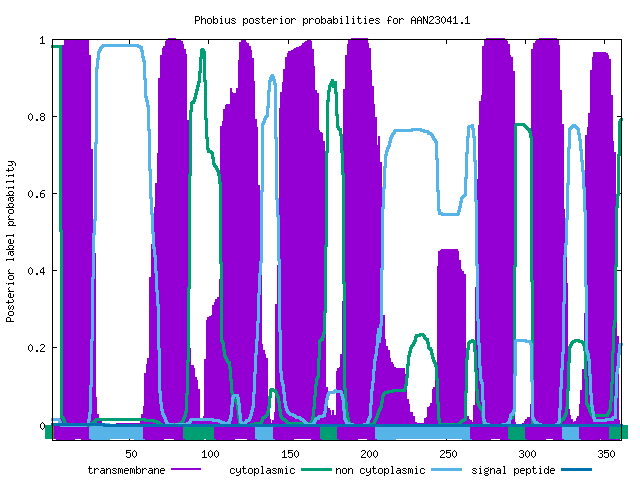 Phobius posterior probabilities for AAN23041.1
1
0.8
0.6
0.4
0.2
0
Posterior label probability
50 100 150 200 250 300 350
transmembrane cytoplasmic non cytoplasmic signal peptide